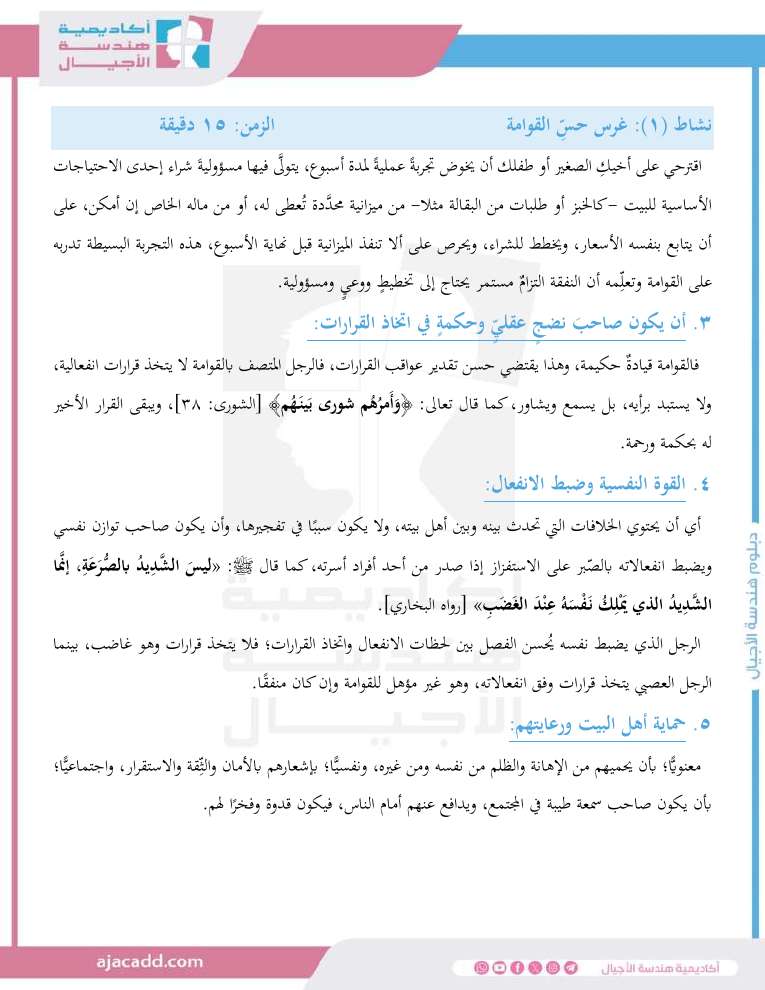 أكاديمية
هندسة
الأجيال
نشاط (١): غرس حسِّ القوامة الزمن: ١٥ دقيقة
اقترحي على أخيكِ الصغير أو طفلك أن يخوض تجربةً عمليةً لمدة أسبوع، يتولَّى فيها مسؤوليةَ شراء إحدى الاحتياجات
الأساسية للبيت –كالخبز أو طلبات من البقالة مثلا– من ميزانية محدَّدة تُعطى له، أو من ماله الخاص إن أمكن، على
أن يتابع بنفسه الأسعار، ويخطط للشراء، ويحرص على ألا تنفذ الميزانية قبل نهاية الأسبوع، هذه التجربة البسيطة تدربه
على القوامة وتعلِّمه أن النفقة التزامٌ مستمر يحتاج إلى تخطيطٍ ووعيٍ ومسؤولية.
٣. أن يكون صاحبَ نضجٍ عقليٍّ وحكمةٍ في اتخاذ القرارات:
فالقوامة قيادةٌ حكيمة، وهذا يقتضي حسن تقدير عواقب القرارات، فالرجل المتصف بالقوامة لا يتخذ قرارات انفعالية،
ولا يستبد برأيه، بل يسمع ويشاور، كما قال تعالى: ﴿وَأَمرُهُم شورى بَينَهُم﴾ [الشورى: ٣٨]، ويبقى القرار الأخير
له بحكمة ورحمة.
٤. القوة النفسية وضبط الانفعال:
أي أن يحتوي الخلافات التي تحدث بينه وبين أهل بيته، ولا يكون سببًا في تفجيرها، وأن يكون صاحب توازن نفسي
ويضبط انفعالاته بالصّبر على الاستفزاز إذا صدر من أحد أفراد أسرته، كما قال ﷺ: «ليسَ الشَّدِيدُ بالصُّرَعَةِ، إنَّما
الشَّدِيدُ الذي يَمْلِكُ نَفْسَهُ عِنْدَ الغَضَبِ» [رواه البخاري].
الرجل الذي يضبط نفسه يُحسن الفصل بين لحظات الانفعال واتخاذ القرارات؛ فلا يتخذ قرارات وهو غاضب، بينما
الرجل العصبي يتخذ قرارات وفق انفعالاته، وهو غير مؤهل للقوامة وإن كان منفقًا.
٥. حماية أهل البيت ورعايتهم:
معنويًّا؛ بأن يحميهم من الإهانة والظلم من نفسه ومن غيره، ونفسيًّا؛ بإشعارهم بالأمان والثِّقة والاستقرار، واجتماعيًّا؛
بأن يكون صاحب سمعة طيبة في المجتمع، ويدافع عنهم أمام الناس، فيكون قدوة وفخرًا لهم.
أكاديمية
هندسة
الأجيال
دبلوم هندسة الأجيال
أكاديمية هندسة الأجيال
ajacadd.com